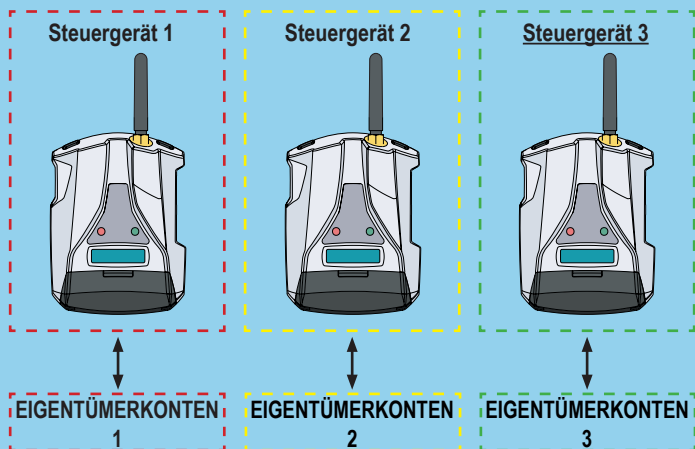 Steuergerät 1
Steuergerät 2
Steuergerät 3
EIGENTÜMERKONTEN
1
EIGENTÜMERKONTEN
2
EIGENTÜMERKONTEN
3